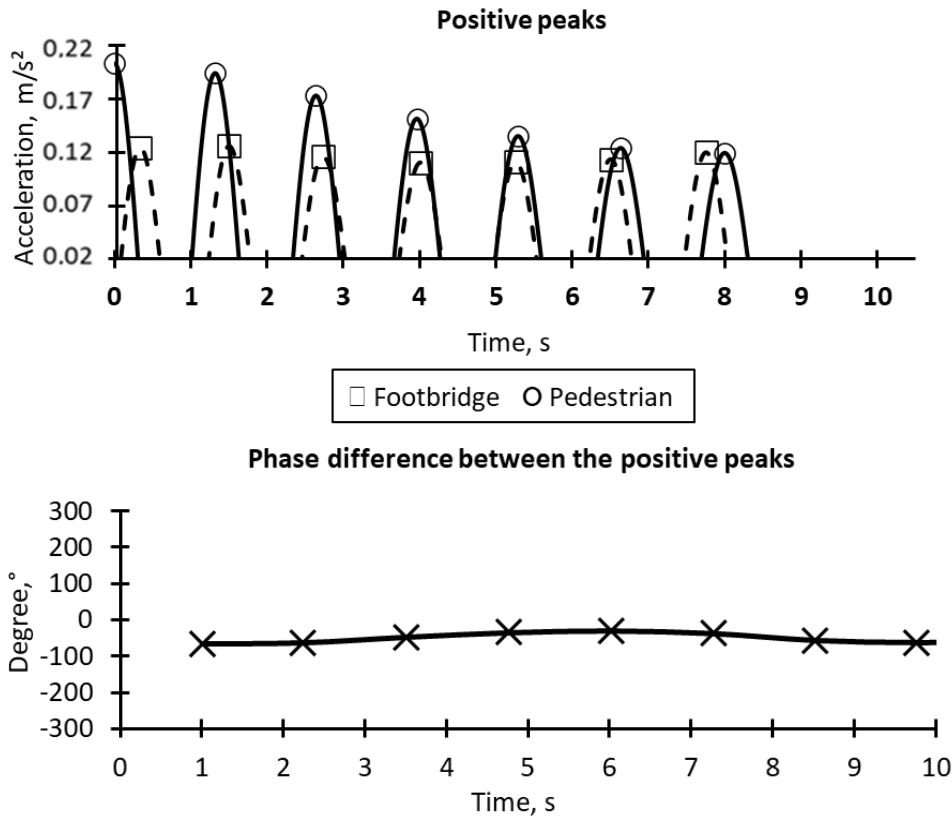 Positive peaks
Acceleration, m/s²
0.22
0.17
0.12
0.07
0.02
0 1 2 3 4 5 6 7 8 9 10
Time, s
Footbridge Pedestrian
Phase difference between the positive peaks
Degree,°
300
200
100
0
-100
-200
-300
0 1 2 3 4 5 6 7 8 9 10
Time, s